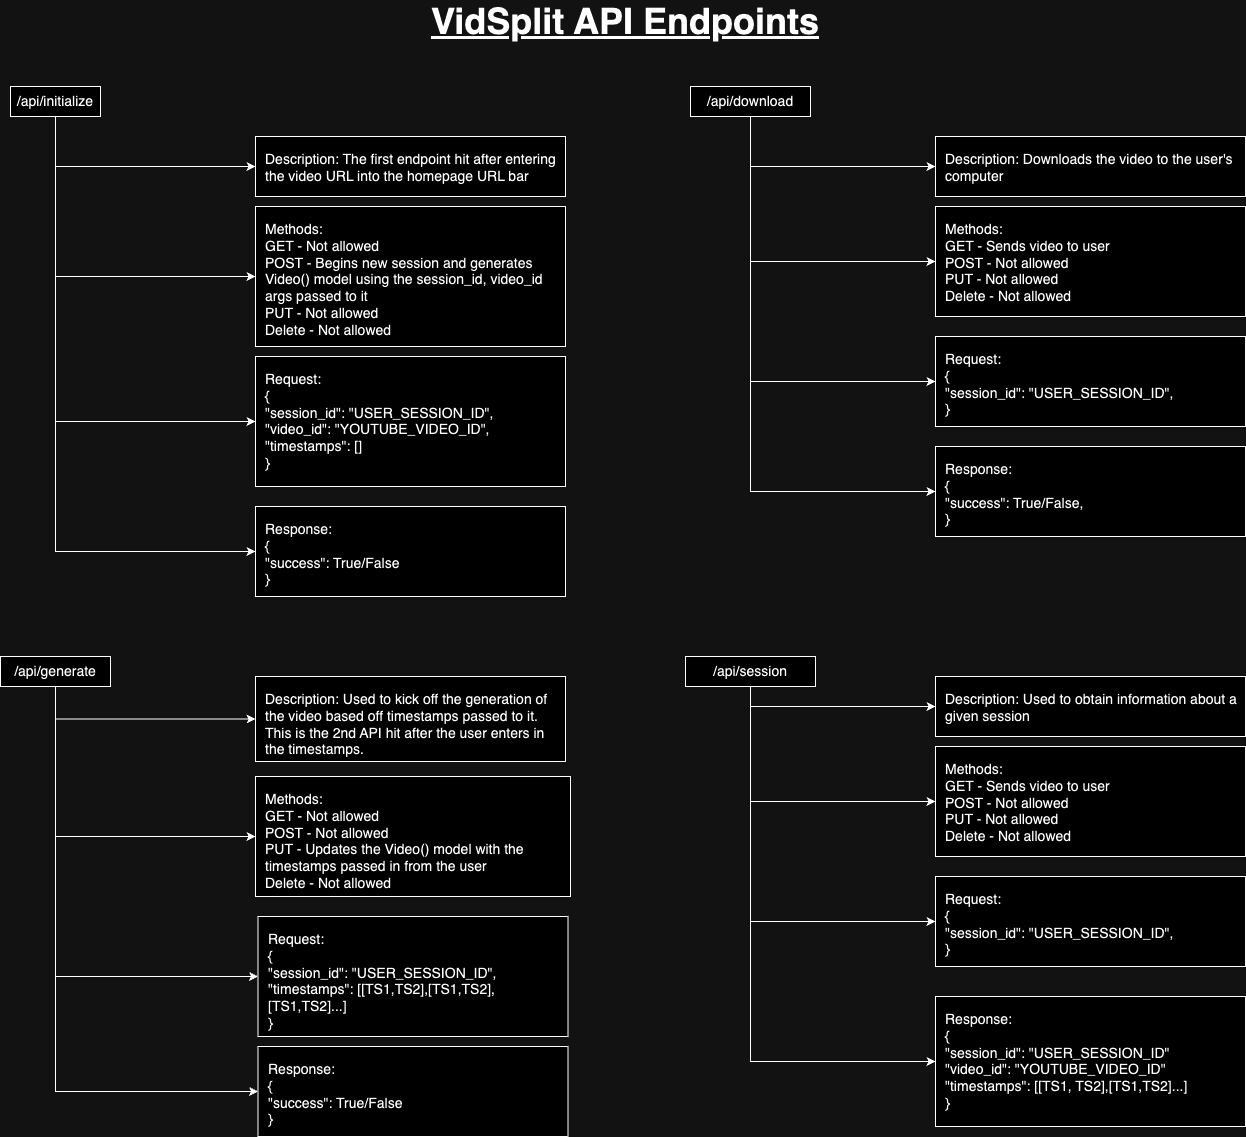 VidSplit API Endpoints
/api/initialize
Description: The first endpoint hit after entering
the video URL into the homepage URL bar
Methods:
GET - Not allowed
POST - Begins new session and generates
Video() model using the session_id, video_id
args passed to it
PUT - Not allowed
Delete - Not allowed
Request:
{
"session_id": "USER_SESSION_ID",
"video_id": "YOUTUBE_VIDEO_ID",
"timestamps": []
}
Response:
{
"success": True/False
}
/api/download
Description: Downloads the video to the user's
computer
Methods:
GET - Sends video to user
POST - Not allowed
PUT - Not allowed
Delete - Not allowed
Request:
{
"session_id": "USER_SESSION_ID",
}
Response:
{
"success": True/False,
}
/api/generate
Description: Used to kick off the generation of
the video based off timestamps passed to it.
This is the 2nd API hit after the user enters in
the timestamps.
Methods:
GET - Not allowed
POST - Not allowed
PUT - Updates the Video() model with the
timestamps passed in from the user
Delete - Not allowed
Request:
{
"session_id": "USER_SESSION_ID",
"timestamps": [[TS1,TS2],[TS1,TS2],
[TS1,TS2]...]
}
Response:
{
"success": True/False
}
/api/session
Description: Used to obtain information about a
given session
Methods:
GET - Sends video to user
POST - Not allowed
PUT - Not allowed
Delete - Not allowed
Request:
{
"session_id": "USER_SESSION_ID",
}
Response:
{
"session_id": "USER_SESSION_ID"
"video_id": "YOUTUBE_VIDEO_ID"
"timestamps": [[TS1, TS2],[TS1,TS2]...]
}